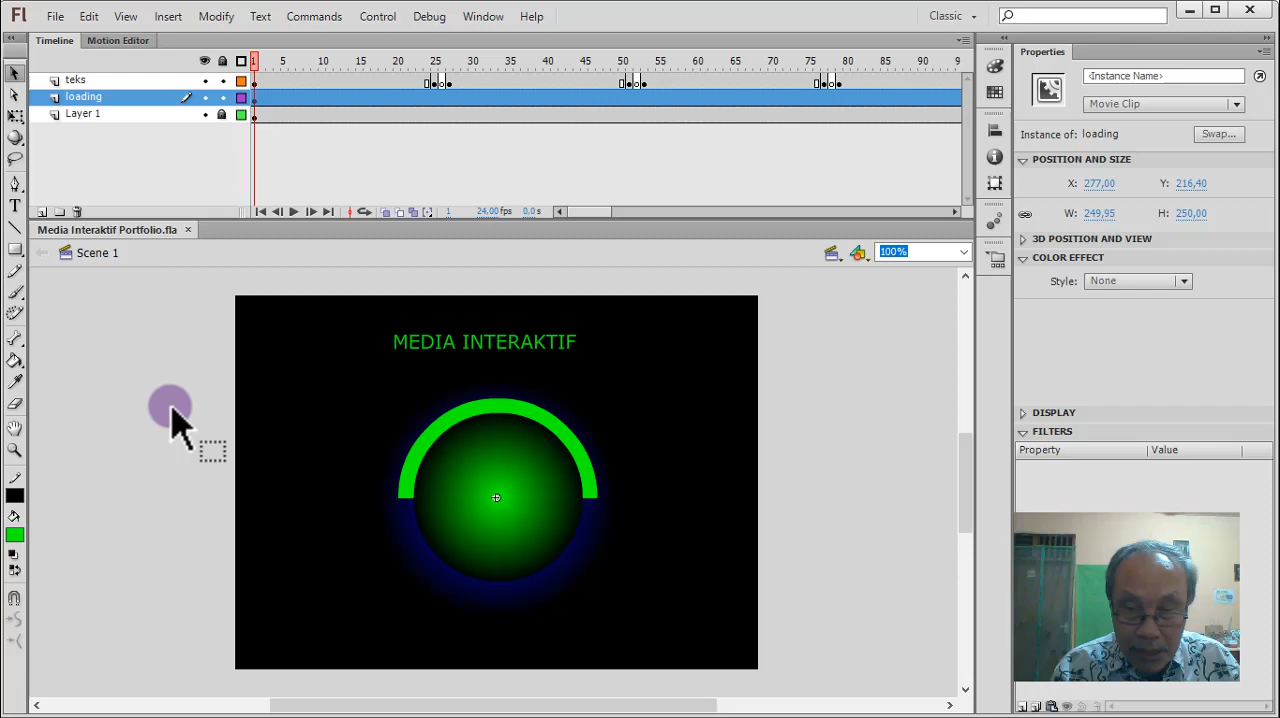 Fl File Edit View Insert Modify Text Commands Control Debug Window Help Classic
Timeline Motion Editor
1 5 10 15 20 25 30 35 40 45 50 55 60 65 70 75 80 85 90 9
teks
loading
Layer 1
1 24.00 fps 0.0 s
Media Interaktif Portfolio.fla ×
Scene 1 100%
MEDIA INTERAKTIF
Properties
<Instance Name>
Movie Clip
Instance of: loading Swap...
POSITION AND SIZE
X: 277,00 Y: 216,40
W: 249,95 H: 250,00
3D POSITION AND VIEW
COLOR EFFECT
Style: None
DISPLAY
FILTERS
Property Value